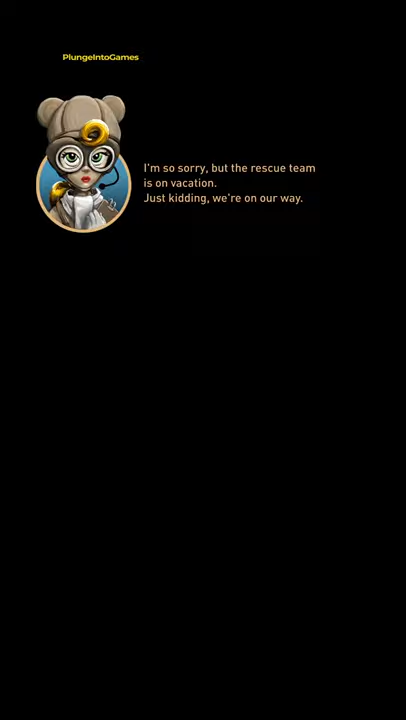 PlungeIntoGames
I'm so sorry, but the rescue team
is on vacation.
Just kidding, we're on our way.